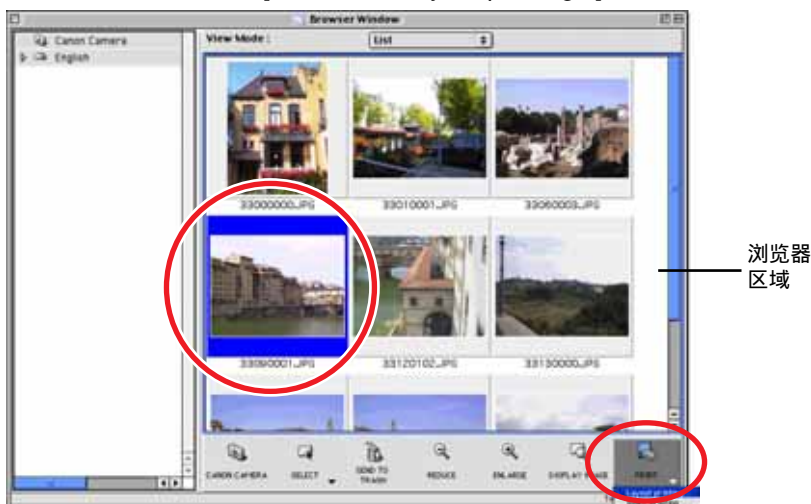 Browser Window
Canon Camera
English
View Mode :
List
33000000.JPG
33010001.JPG
33060003.JPG
33090001.JPG
33120102.JPG
33130000.JPG
浏览器
区域
CANON CAMERA
SELECT
SEND TO
TRASH
REDUCE
ENLARGE
DISPLAY IMAGE
PRINT